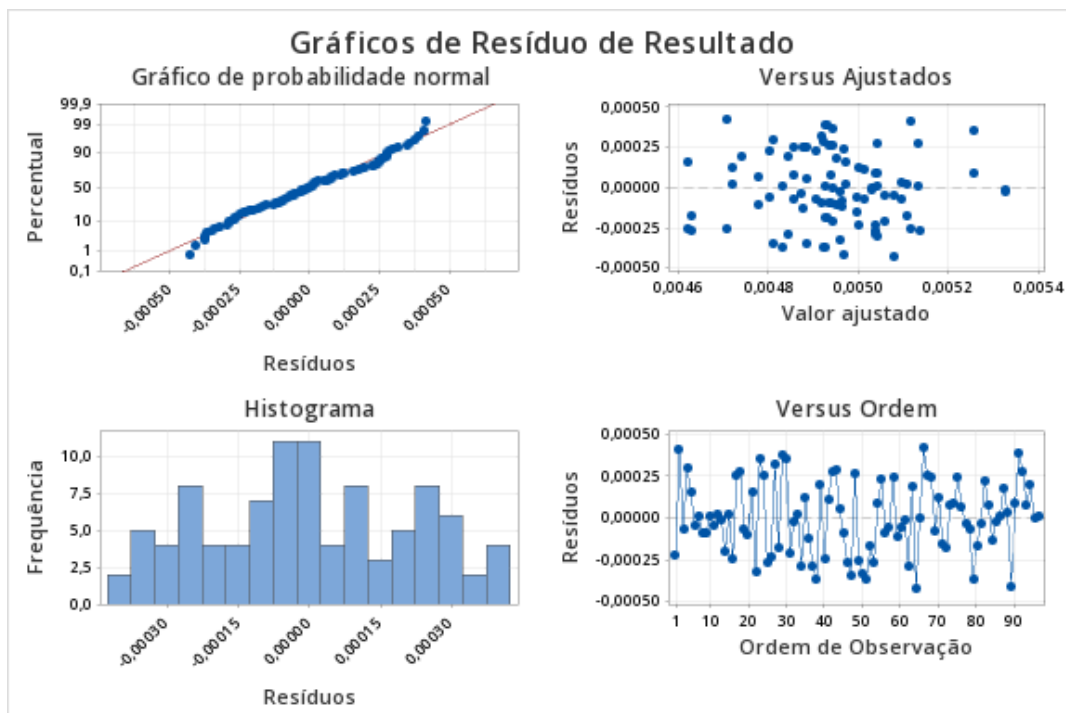 Gráficos de Resíduo de Resultado
Gráfico de probabilidade normal
99,9
99
90
50
10
1
0,1
Percentual
-0,00050
-0,00025
0,00000
0,00025
0,00050
Resíduos
Versus Ajustados
0,00050
0,00025
0,00000
-0,00025
-0,00050
Resíduos
0,0046
0,0048
0,0050
0,0052
0,0054
Valor ajustado
Histograma
10,0
7,5
5,0
2,5
0,0
Frequência
-0,00030
-0,00015
0,00000
0,00015
0,00030
Resíduos
Versus Ordem
0,00050
0,00025
0,00000
-0,00025
-0,00050
Resíduos
1 10 20 30 40 50 60 70 80 90
Ordem de Observação